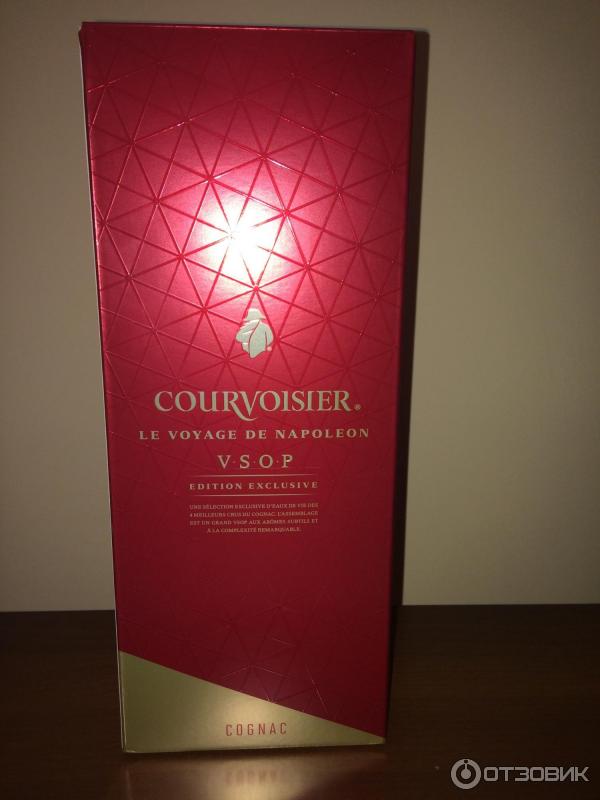 COURVOISIER®
LE VOYAGE DE NAPOLEON
V·S·O·P
EDITION EXCLUSIVE
UNE SÉLECTION EXCLUSIVE D'EAUX DE VIE DES
4 MEILLEURS CRUS DU COGNAC. L'ASSEMBLAGE
EST UN GRAND VSOP AUX ARÔMES SUBTILS ET
À LA COMPLEXITÉ REMARQUABLE.
COGNAC
ОТЗОВИК